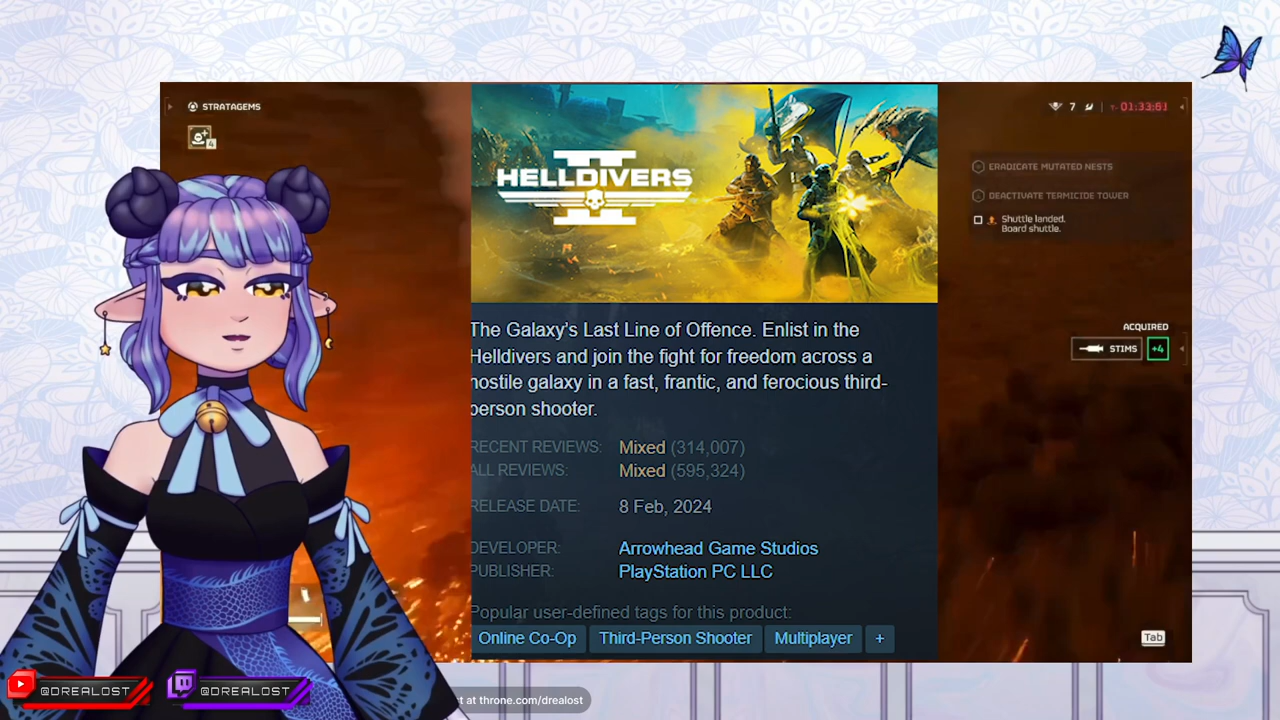 STRATAGEMS
4
7
T-01:33:61
ERADICATE MUTATED NESTS
DEACTIVATE TERMICIDE TOWER
Shuttle landed.
Board shuttle.
ACQUIRED
STIMS +4
HELLDIVERS
II
The Galaxy's Last Line of Offence. Enlist in the
Helldivers and join the fight for freedom across a
hostile galaxy in a fast, frantic, and ferocious third-
person shooter.
RECENT REVIEWS: Mixed (314,007)
ALL REVIEWS: Mixed (595,324)
RELEASE DATE: 8 Feb, 2024
DEVELOPER: Arrowhead Game Studios
PUBLISHER: PlayStation PC LLC
Popular user-defined tags for this product:
Online Co-Op Third-Person Shooter Multiplayer +
Tab
@DREALOST @DREALOST
at throne.com/drealost